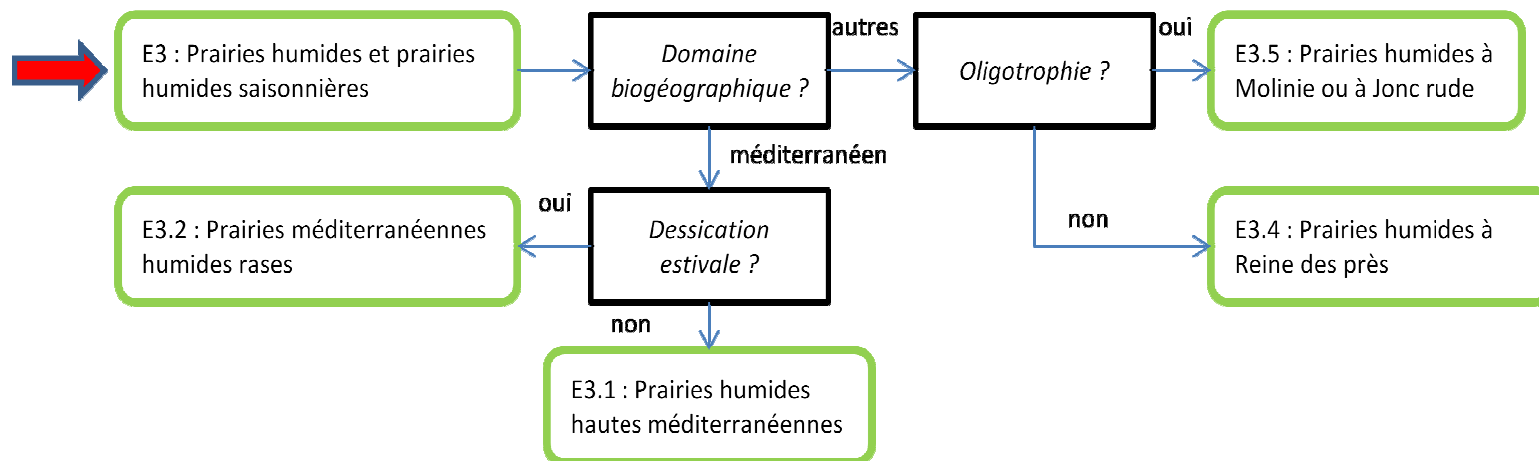 E3 : Prairies humides et prairies
humides saisonnières
Domaine
biogéographique ?
autres
Oligotrophie ?
oui
E3.5 : Prairies humides à
Molinie ou à Jonc rude
méditerranéen
non
E3.4 : Prairies humides à
Reine des près
E3.2 : Prairies méditerranéennes
humides rases
oui
Dessication
estivale ?
non
E3.1 : Prairies humides
hautes méditerranéennes